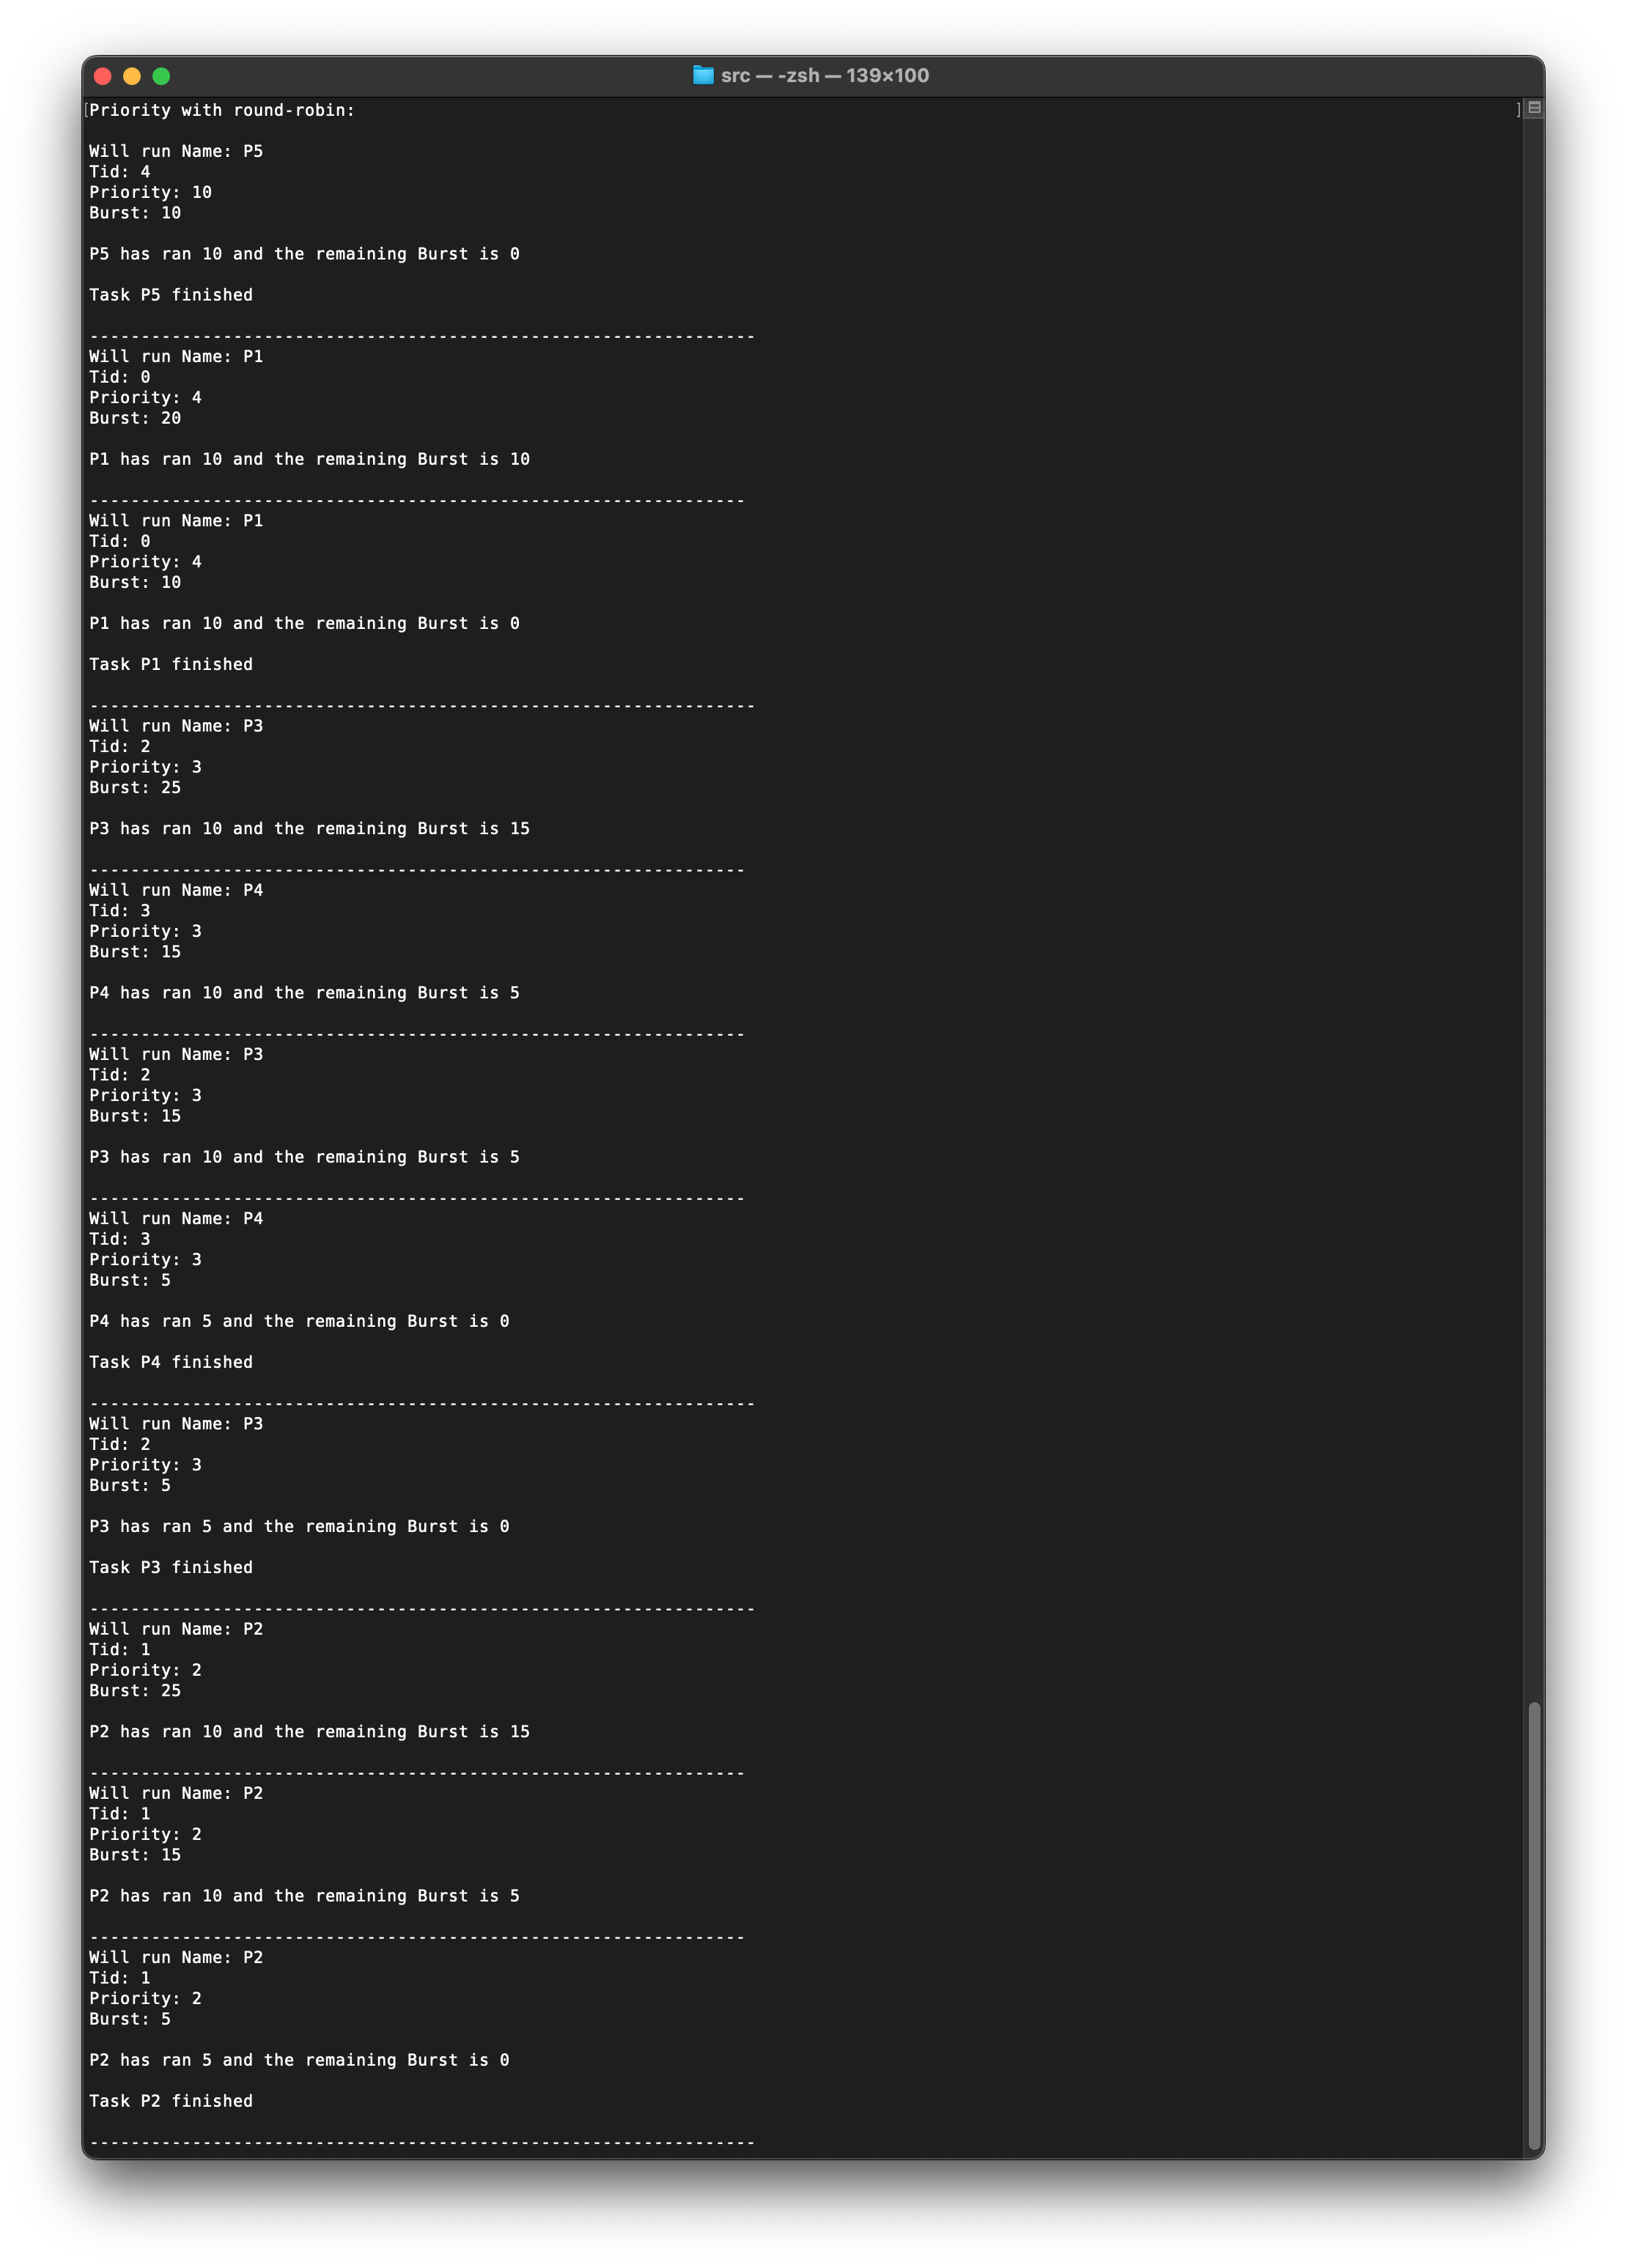 src — -zsh — 139×100
[Priority with round-robin: ]
Will run Name: P5
Tid: 4
Priority: 10
Burst: 10
P5 has ran 10 and the remaining Burst is 0
Task P5 finished
-----------------------------------------------------------------
Will run Name: P1
Tid: 0
Priority: 4
Burst: 20
P1 has ran 10 and the remaining Burst is 10
----------------------------------------------------------------
Will run Name: P1
Tid: 0
Priority: 4
Burst: 10
P1 has ran 10 and the remaining Burst is 0
Task P1 finished
-----------------------------------------------------------------
Will run Name: P3
Tid: 2
Priority: 3
Burst: 25
P3 has ran 10 and the remaining Burst is 15
----------------------------------------------------------------
Will run Name: P4
Tid: 3
Priority: 3
Burst: 15
P4 has ran 10 and the remaining Burst is 5
----------------------------------------------------------------
Will run Name: P3
Tid: 2
Priority: 3
Burst: 15
P3 has ran 10 and the remaining Burst is 5
----------------------------------------------------------------
Will run Name: P4
Tid: 3
Priority: 3
Burst: 5
P4 has ran 5 and the remaining Burst is 0
Task P4 finished
-----------------------------------------------------------------
Will run Name: P3
Tid: 2
Priority: 3
Burst: 5
P3 has ran 5 and the remaining Burst is 0
Task P3 finished
-----------------------------------------------------------------
Will run Name: P2
Tid: 1
Priority: 2
Burst: 25
P2 has ran 10 and the remaining Burst is 15
----------------------------------------------------------------
Will run Name: P2
Tid: 1
Priority: 2
Burst: 15
P2 has ran 10 and the remaining Burst is 5
----------------------------------------------------------------
Will run Name: P2
Tid: 1
Priority: 2
Burst: 5
P2 has ran 5 and the remaining Burst is 0
Task P2 finished
-----------------------------------------------------------------